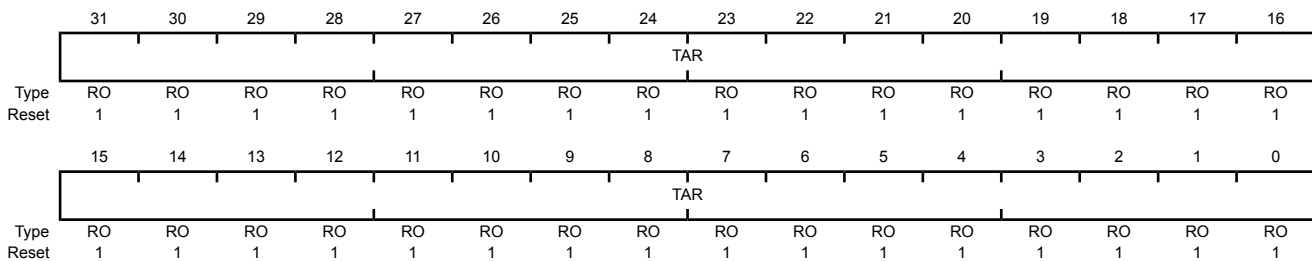 31 30 29 28 27 26 25 24 23 22 21 20 19 18 17 16
TAR
Type RO RO RO RO RO RO RO RO RO RO RO RO RO RO RO RO
Reset 1 1 1 1 1 1 1 1 1 1 1 1 1 1 1 1
15 14 13 12 11 10 9 8 7 6 5 4 3 2 1 0
TAR
Type RO RO RO RO RO RO RO RO RO RO RO RO RO RO RO RO
Reset 1 1 1 1 1 1 1 1 1 1 1 1 1 1 1 1